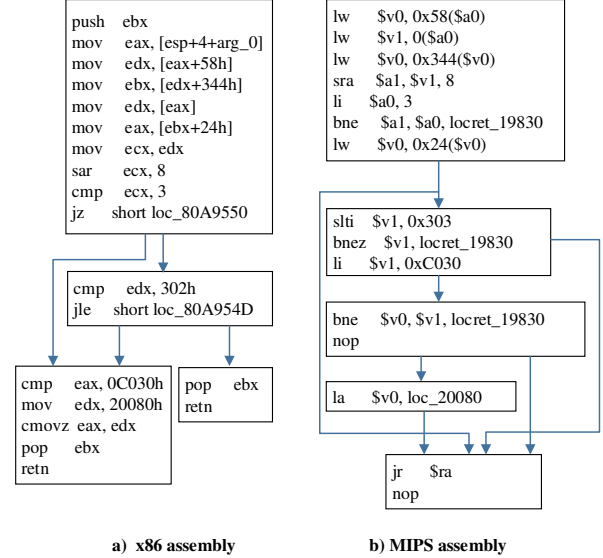 push ebx
mov eax, [esp+4+arg_0]
mov edx, [eax+58h]
mov ebx, [edx+344h]
mov edx, [eax]
mov eax, [ebx+24h]
mov ecx, edx
sar ecx, 8
cmp ecx, 3
jz short loc_80A9550
cmp edx, 302h
jle short loc_80A954D
cmp eax, 0C030h
mov edx, 20080h
cmovz eax, edx
pop ebx
retn
pop ebx
retn
a) x86 assembly
lw $v0, 0x58($a0)
lw $v1, 0($a0)
lw $v0, 0x344($v0)
sra $a1, $v1, 8
li $a0, 3
bne $a1, $a0, locret_19830
lw $v0, 0x24($v0)
slti $v1, 0x303
bnez $v1, locret_19830
li $v1, 0xC030
bne $v0, $v1, locret_19830
nop
la $v0, loc_20080
jr $ra
nop
b) MIPS assembly